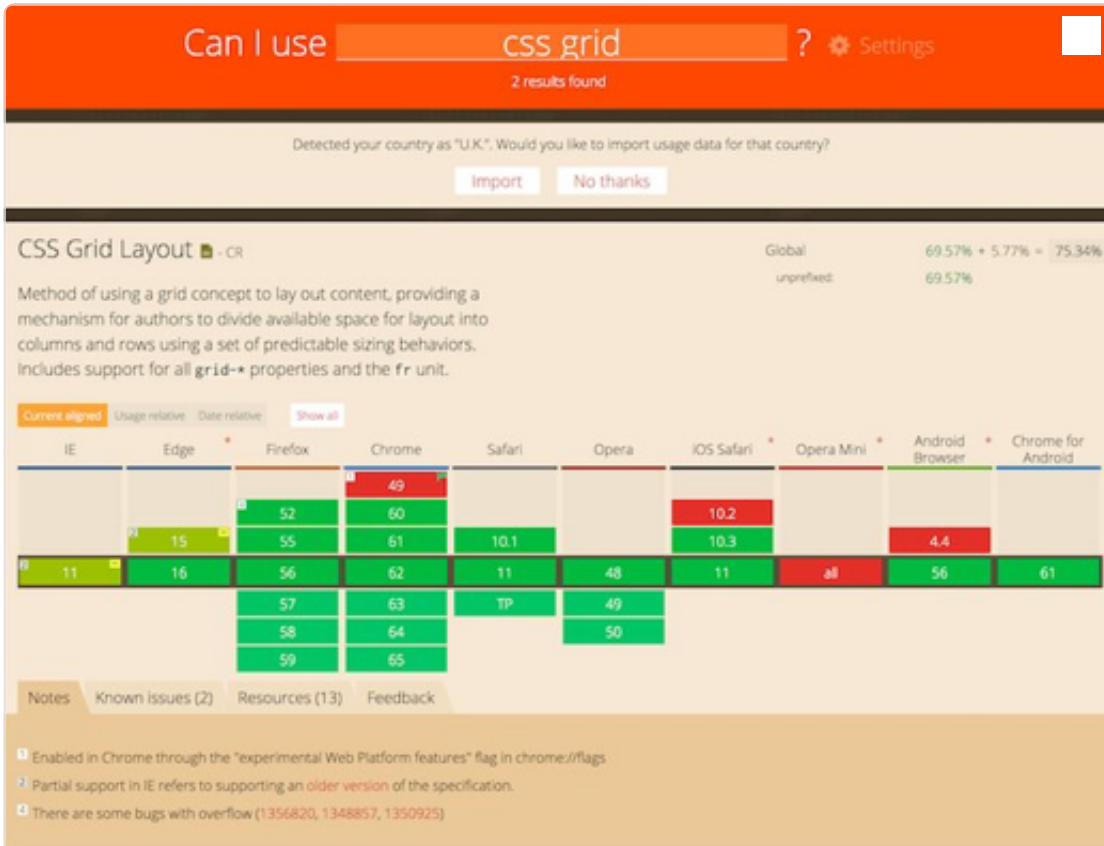 Can I use css grid ? Settings
2 results found
Detected your country as "U.K.". Would you like to import usage data for that country?
Import No thanks
CSS Grid Layout - CR
Global 69.57% + 5.77% = 75.34%
unprefixed: 69.57%
Method of using a grid concept to lay out content, providing a
mechanism for authors to divide available space for layout into
columns and rows using a set of predictable sizing behaviors.
Includes support for all grid-* properties and the fr unit.
Current aligned Usage relative Date relative Show all
IE Edge * Firefox Chrome Safari Opera iOS Safari * Opera Mini * Android Browser * Chrome for Android
1 49
4 52 60 10.2
2 15 55 61 10.1 10.3 4.4
2 11 16 56 62 11 48 11 all 56 61
57 63 TP 49
58 64 50
59 65
Notes Known issues (2) Resources (13) Feedback
1 Enabled in Chrome through the "experimental Web Platform features" flag in chrome://flags
2 Partial support in IE refers to supporting an older version of the specification.
4 There are some bugs with overflow (1356820, 1348857, 1350925)